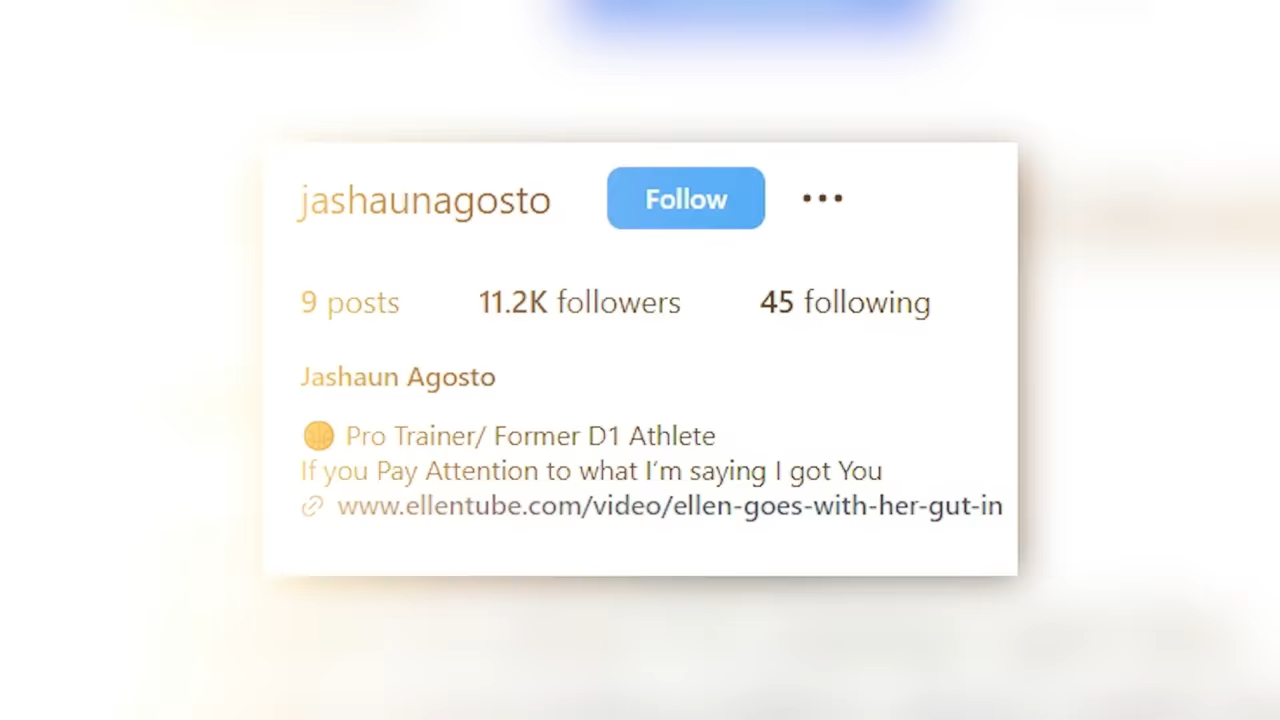 jashaunagosto Follow
9 posts 11.2K followers 45 following
Jashaun Agosto
Pro Trainer/ Former D1 Athlete
If you Pay Attention to what I'm saying I got You
www.ellentube.com/video/ellen-goes-with-her-gut-in